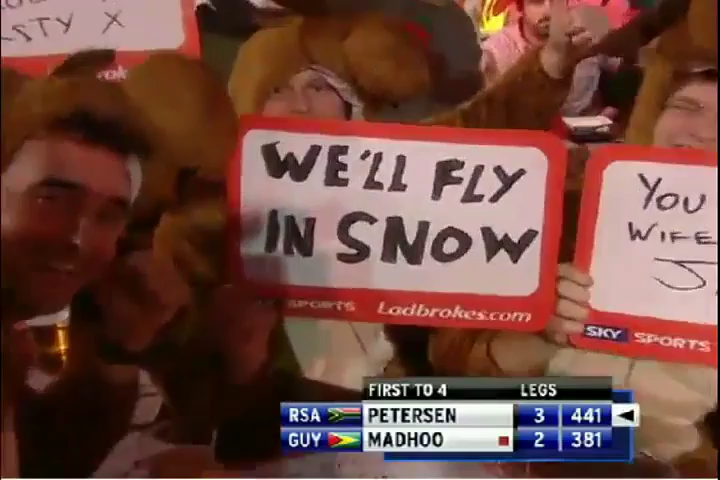 STY X
WE'LL FLY
IN SNOW
SPORTS Ladbrokes.com
YOU
WIFE
J
SKY SPORTS
FIRST TO 4 LEGS
RSA PETERSEN 3 441
GUY MADHOO 2 381